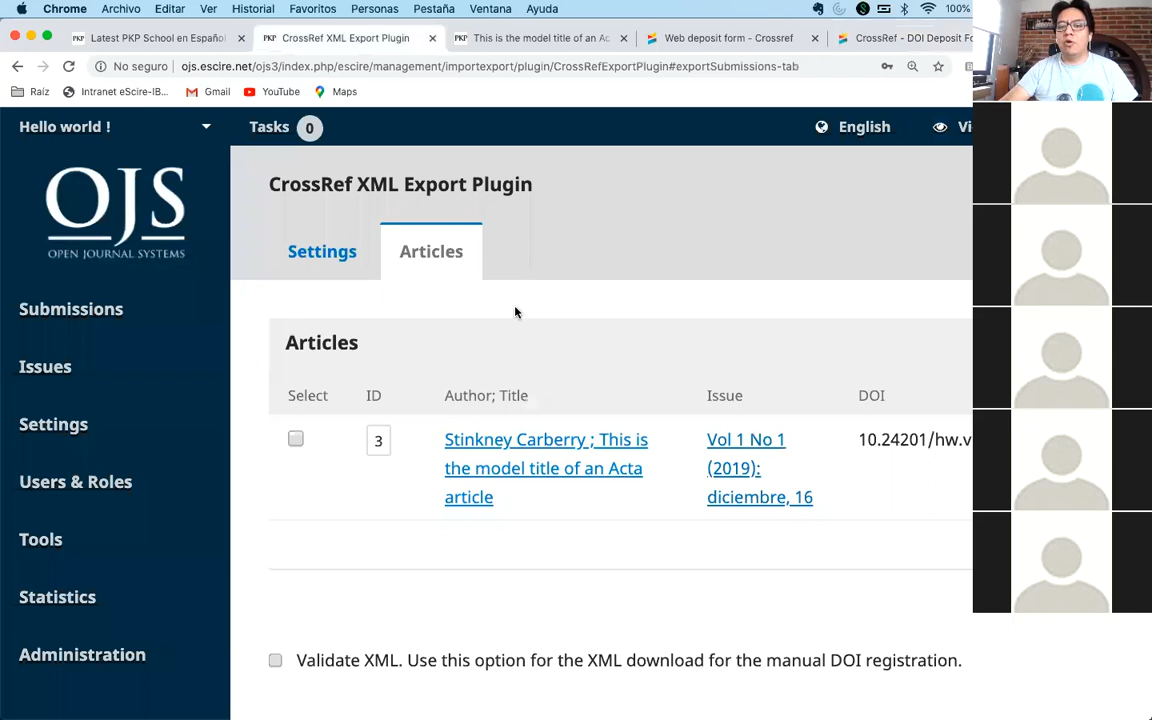 Chrome Archivo Editar Ver Historial Favoritos Personas Pestaña Ventana Ayuda 100%
PKP Latest PKP School en Español PKP CrossRef XML Export Plugin PKP This is the model title of an Ac Web deposit form - Crossref CrossRef - DOI Deposit Fo
No seguro ojs.escire.net/ojs3/index.php/escire/management/importexport/plugin/CrossRefExportPlugin#exportSubmissions-tab
Raíz Intranet eScire-IB... Gmail YouTube Maps
Hello world ! Tasks 0 English Vi
OJS
OPEN JOURNAL SYSTEMS
Submissions
Issues
Settings
Users & Roles
Tools
Statistics
Administration
CrossRef XML Export Plugin
Settings Articles
Articles
Select ID Author; Title Issue DOI
3 Stinkney Carberry ; This is Vol 1 No 1 10.24201/hw.v
the model title of an Acta (2019):
article diciembre, 16
Validate XML. Use this option for the XML download for the manual DOI registration.